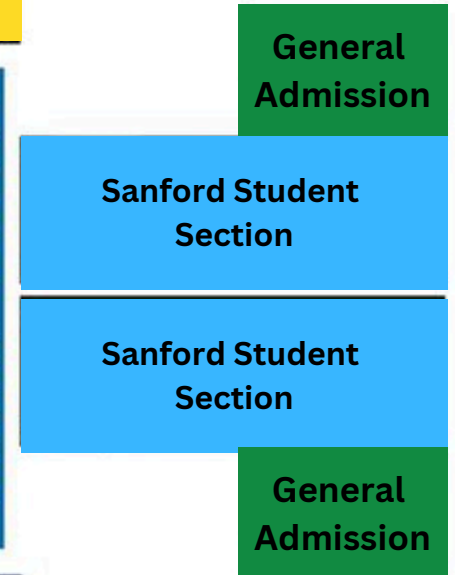 General
Admission
Sanford Student
Section
Sanford Student
Section
General
Admission